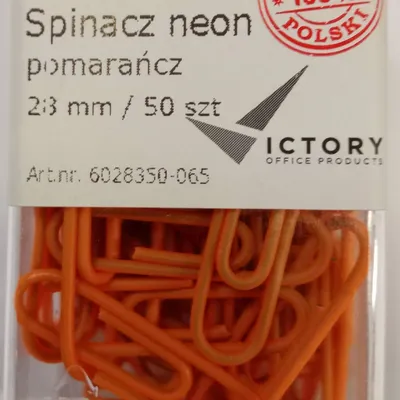 Spinacz neon
pomarańcz
28 mm / 50 szt
POLSKI
VICTORY
OFFICE PRODUCTS
Art.nr. 6028350-065